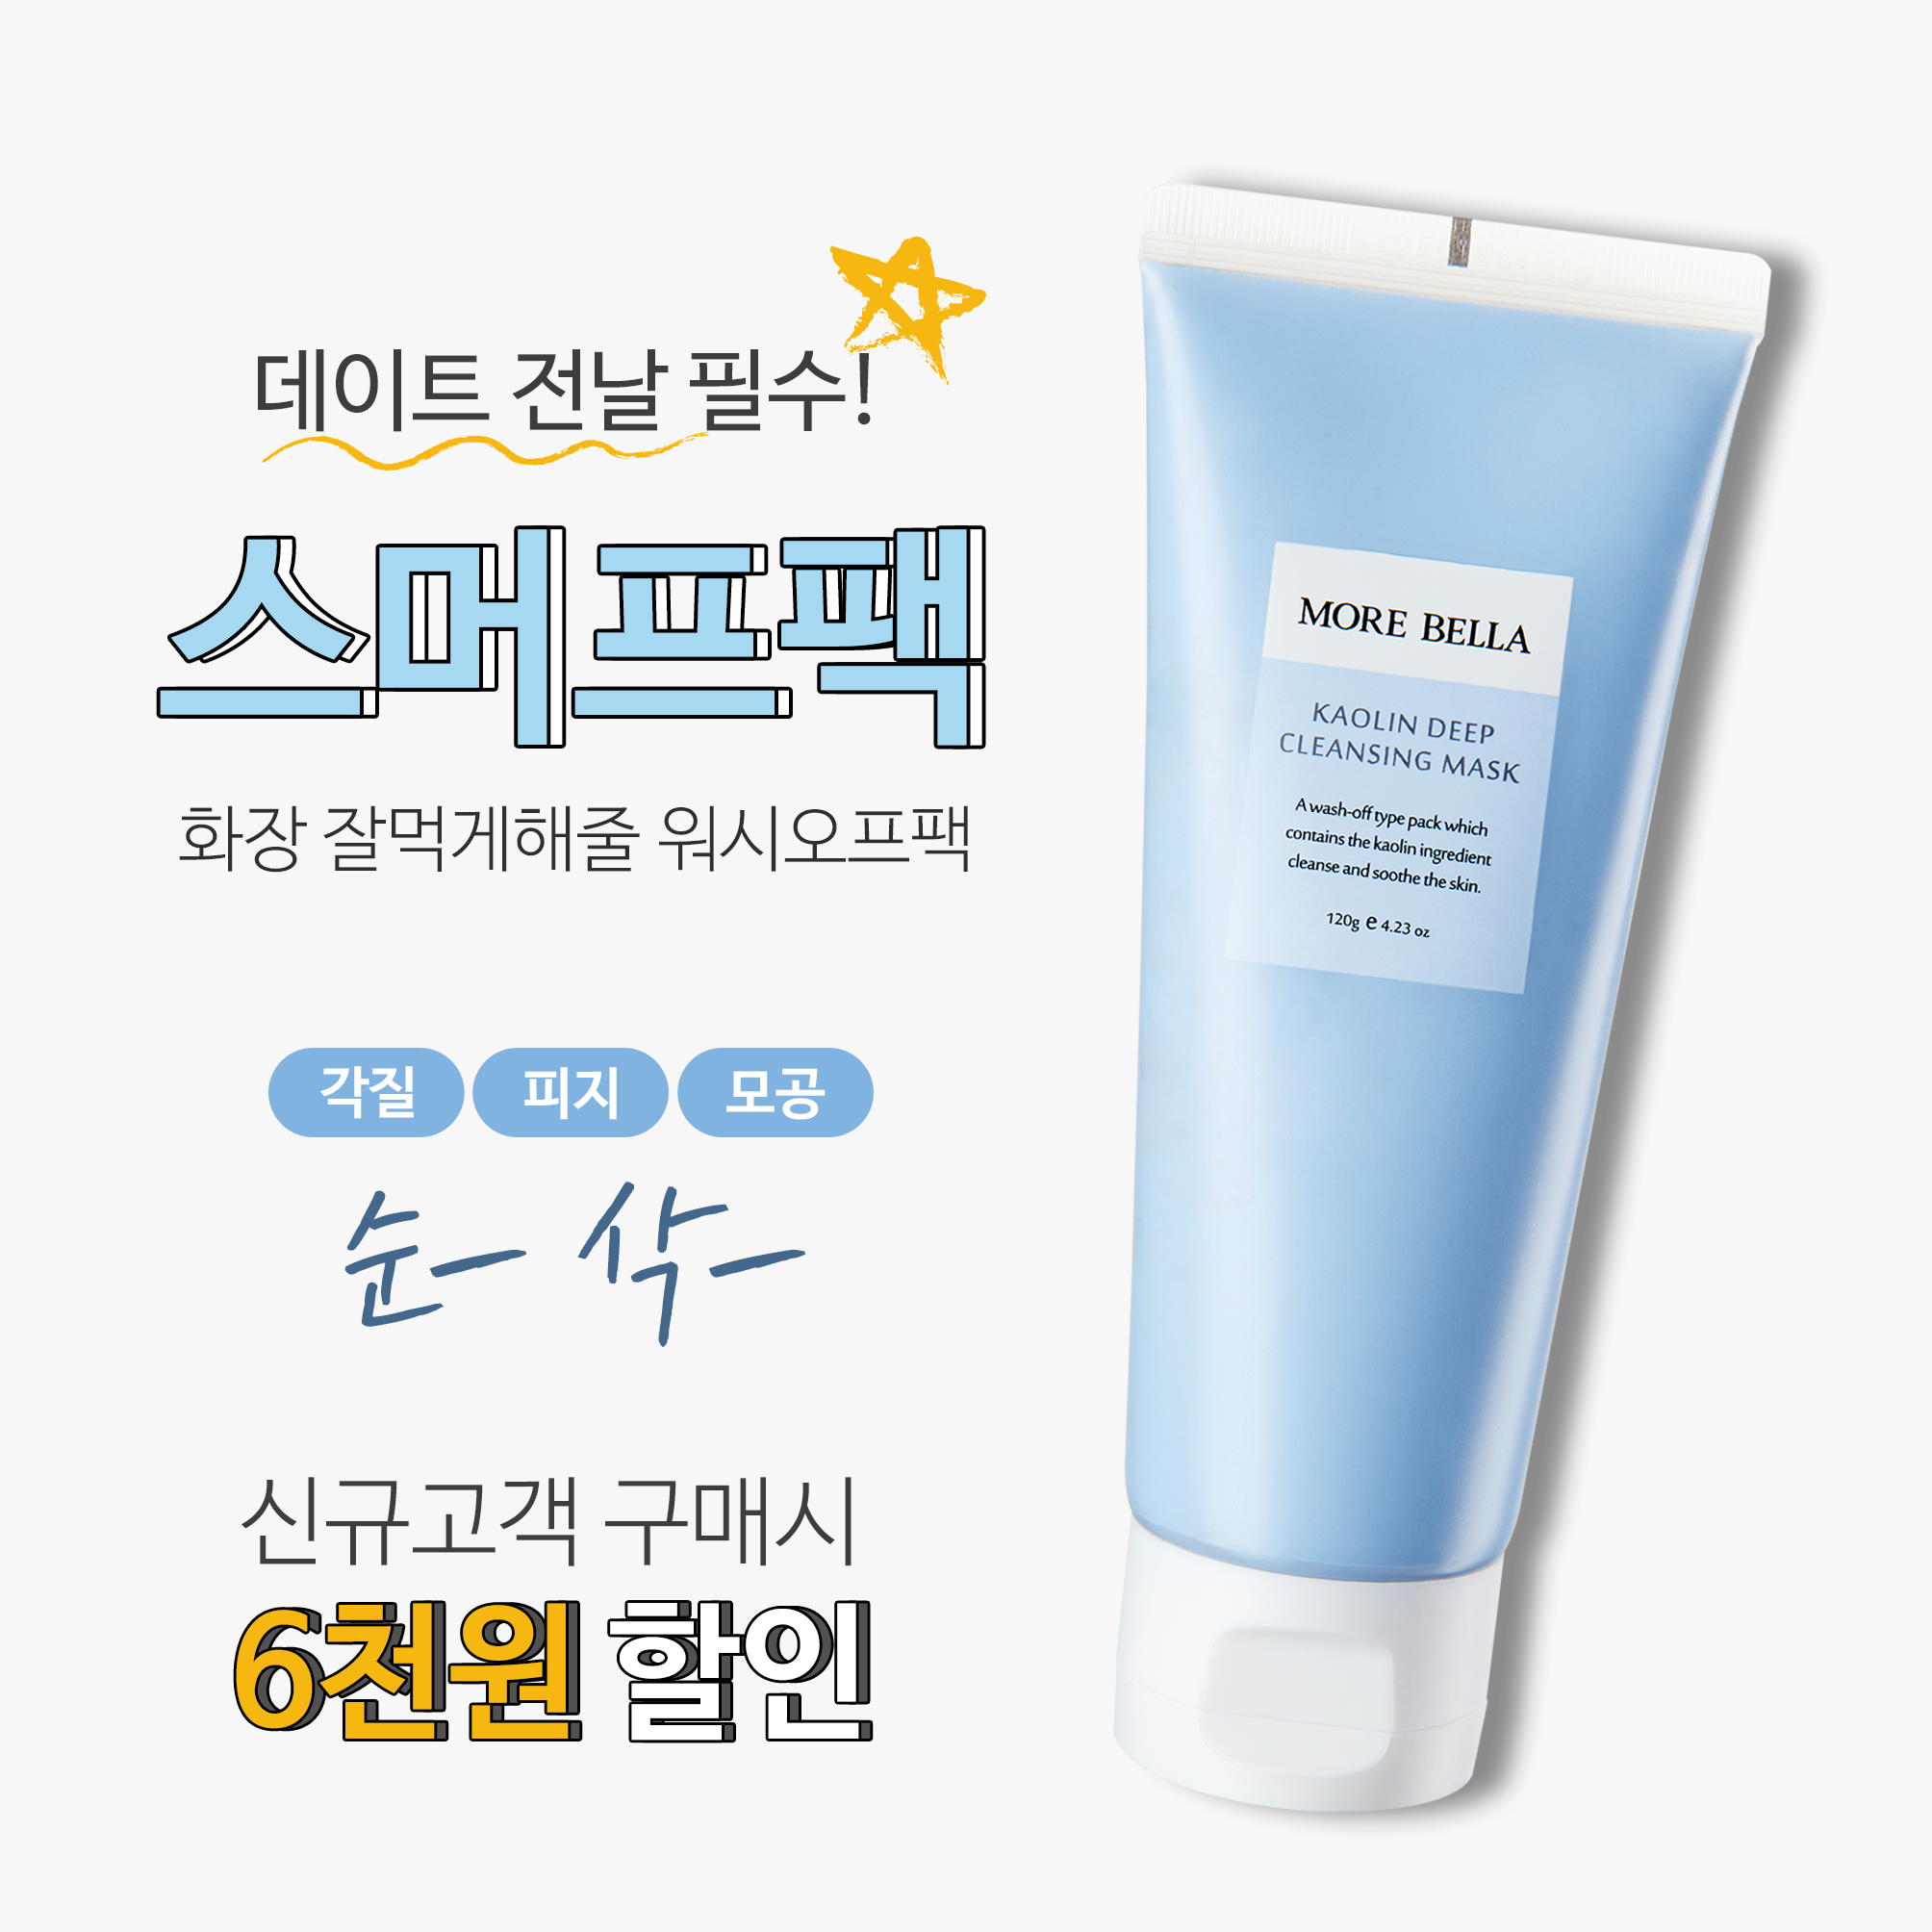 데이트 전날 필수!
스머프팩
화장 잘먹게해줄 워시오프팩
각질 피지 모공
순— 삭—
신규고객 구매시
6천원 할인
MORE BELLA
KAOLIN DEEP
CLEANSING MASK
A wash-off type pack which
contains the kaolin ingredient
cleanse and soothe the skin.
120g e 4.23 oz